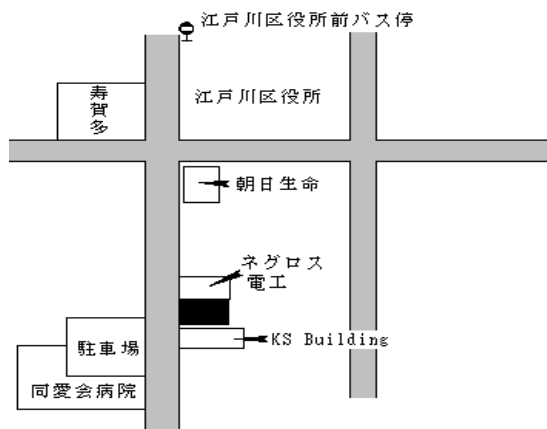 江戸川区役所前バス停
寿賀多
江戸川区役所
朝日生命
ネグロス
電工
KS Building
駐車場
同愛会病院